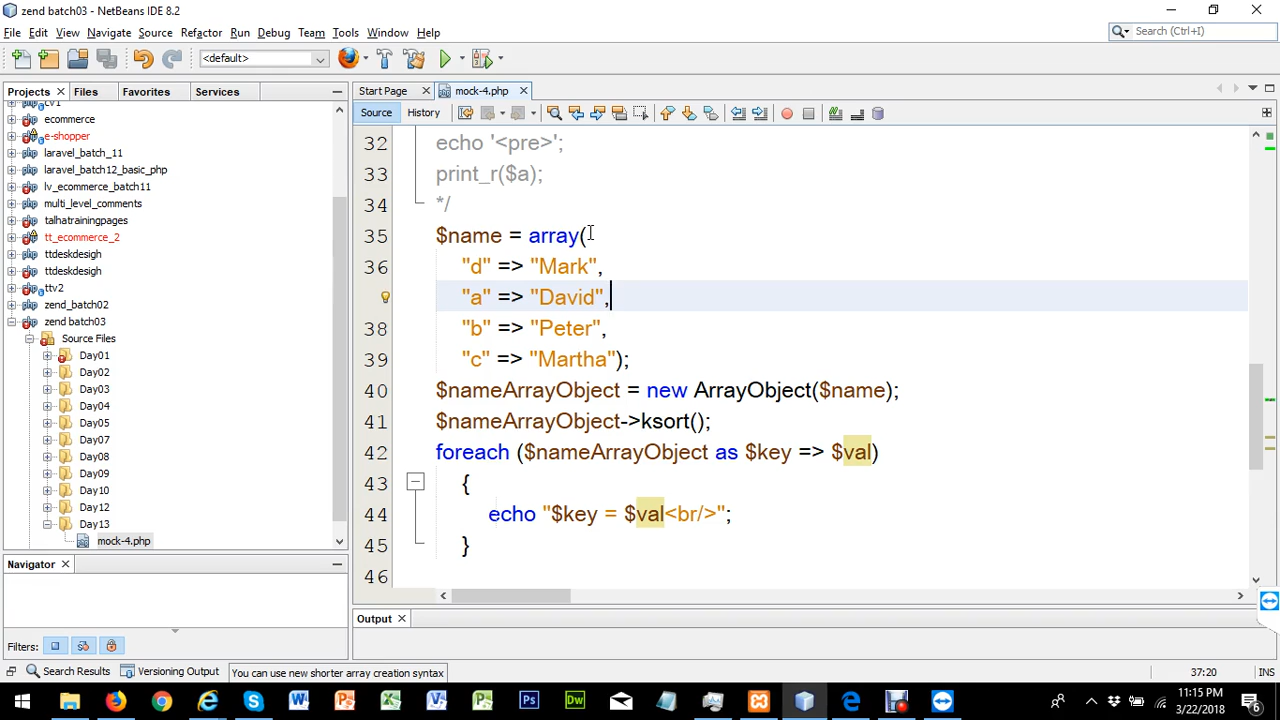 zend batch03 - NetBeans IDE 8.2
File Edit View Navigate Source Refactor Run Debug Team Tools Window Help
Search (Ctrl+I)
<default>
Projects Files Favorites Services
Start Page mock-4.php
Source History
cv1
ecommerce
e-shopper
laravel_batch_11
laravel_batch12_basic_php
lv_ecommerce_batch11
multi_level_comments
talhatrainingpages
tt_ecommerce_2
ttdeskdesigh
ttdeskdesigh
ttv2
zend_batch02
zend batch03
Source Files
Day01
Day02
Day03
Day04
Day05
Day07
Day08
Day09
Day10
Day12
Day13
mock-4.php
32 echo '<pre>';
33 print_r($a);
34 */
35 $name = array(
36 "d" => "Mark",
"a" => "David",
38 "b" => "Peter",
39 "c" => "Martha");
40 $nameArrayObject = new ArrayObject($name);
41 $nameArrayObject->ksort();
42 foreach ($nameArrayObject as $key => $val)
43 {
44 echo "$key = $val<br/>";
45 }
46
Navigator
Filters:
Output
Search Results Versioning Output You can use new shorter array creation syntax
37:20 INS
11:15 PM
3/22/2018
6